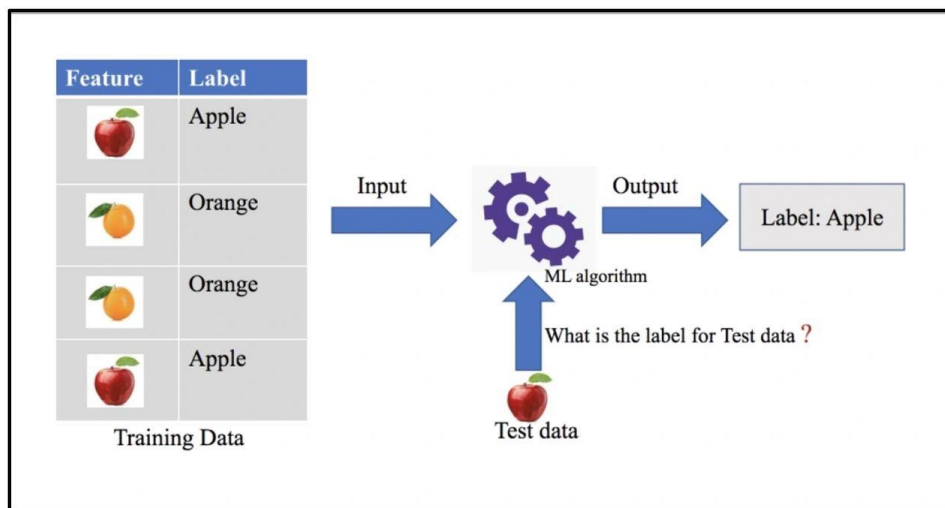 Feature Label
Apple
Orange
Orange
Apple
Training Data
Input
ML algorithm
Output
Label: Apple
What is the label for Test data ?
Test data